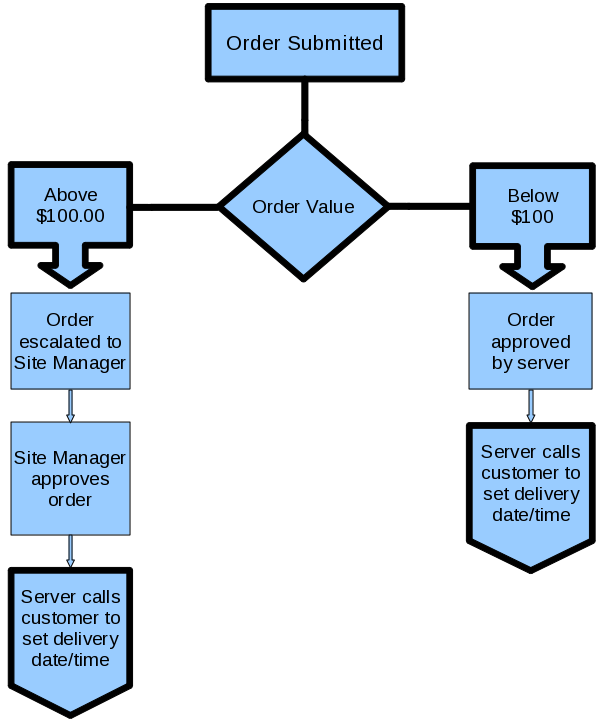 Order Submitted
Order Value
Above
$100.00
Order
escalated to
Site Manager
Site Manager
approves
order
Server calls
customer to
set delivery
date/time
Below
$100
Order
approved
by server
Server calls
customer to
set delivery
date/time